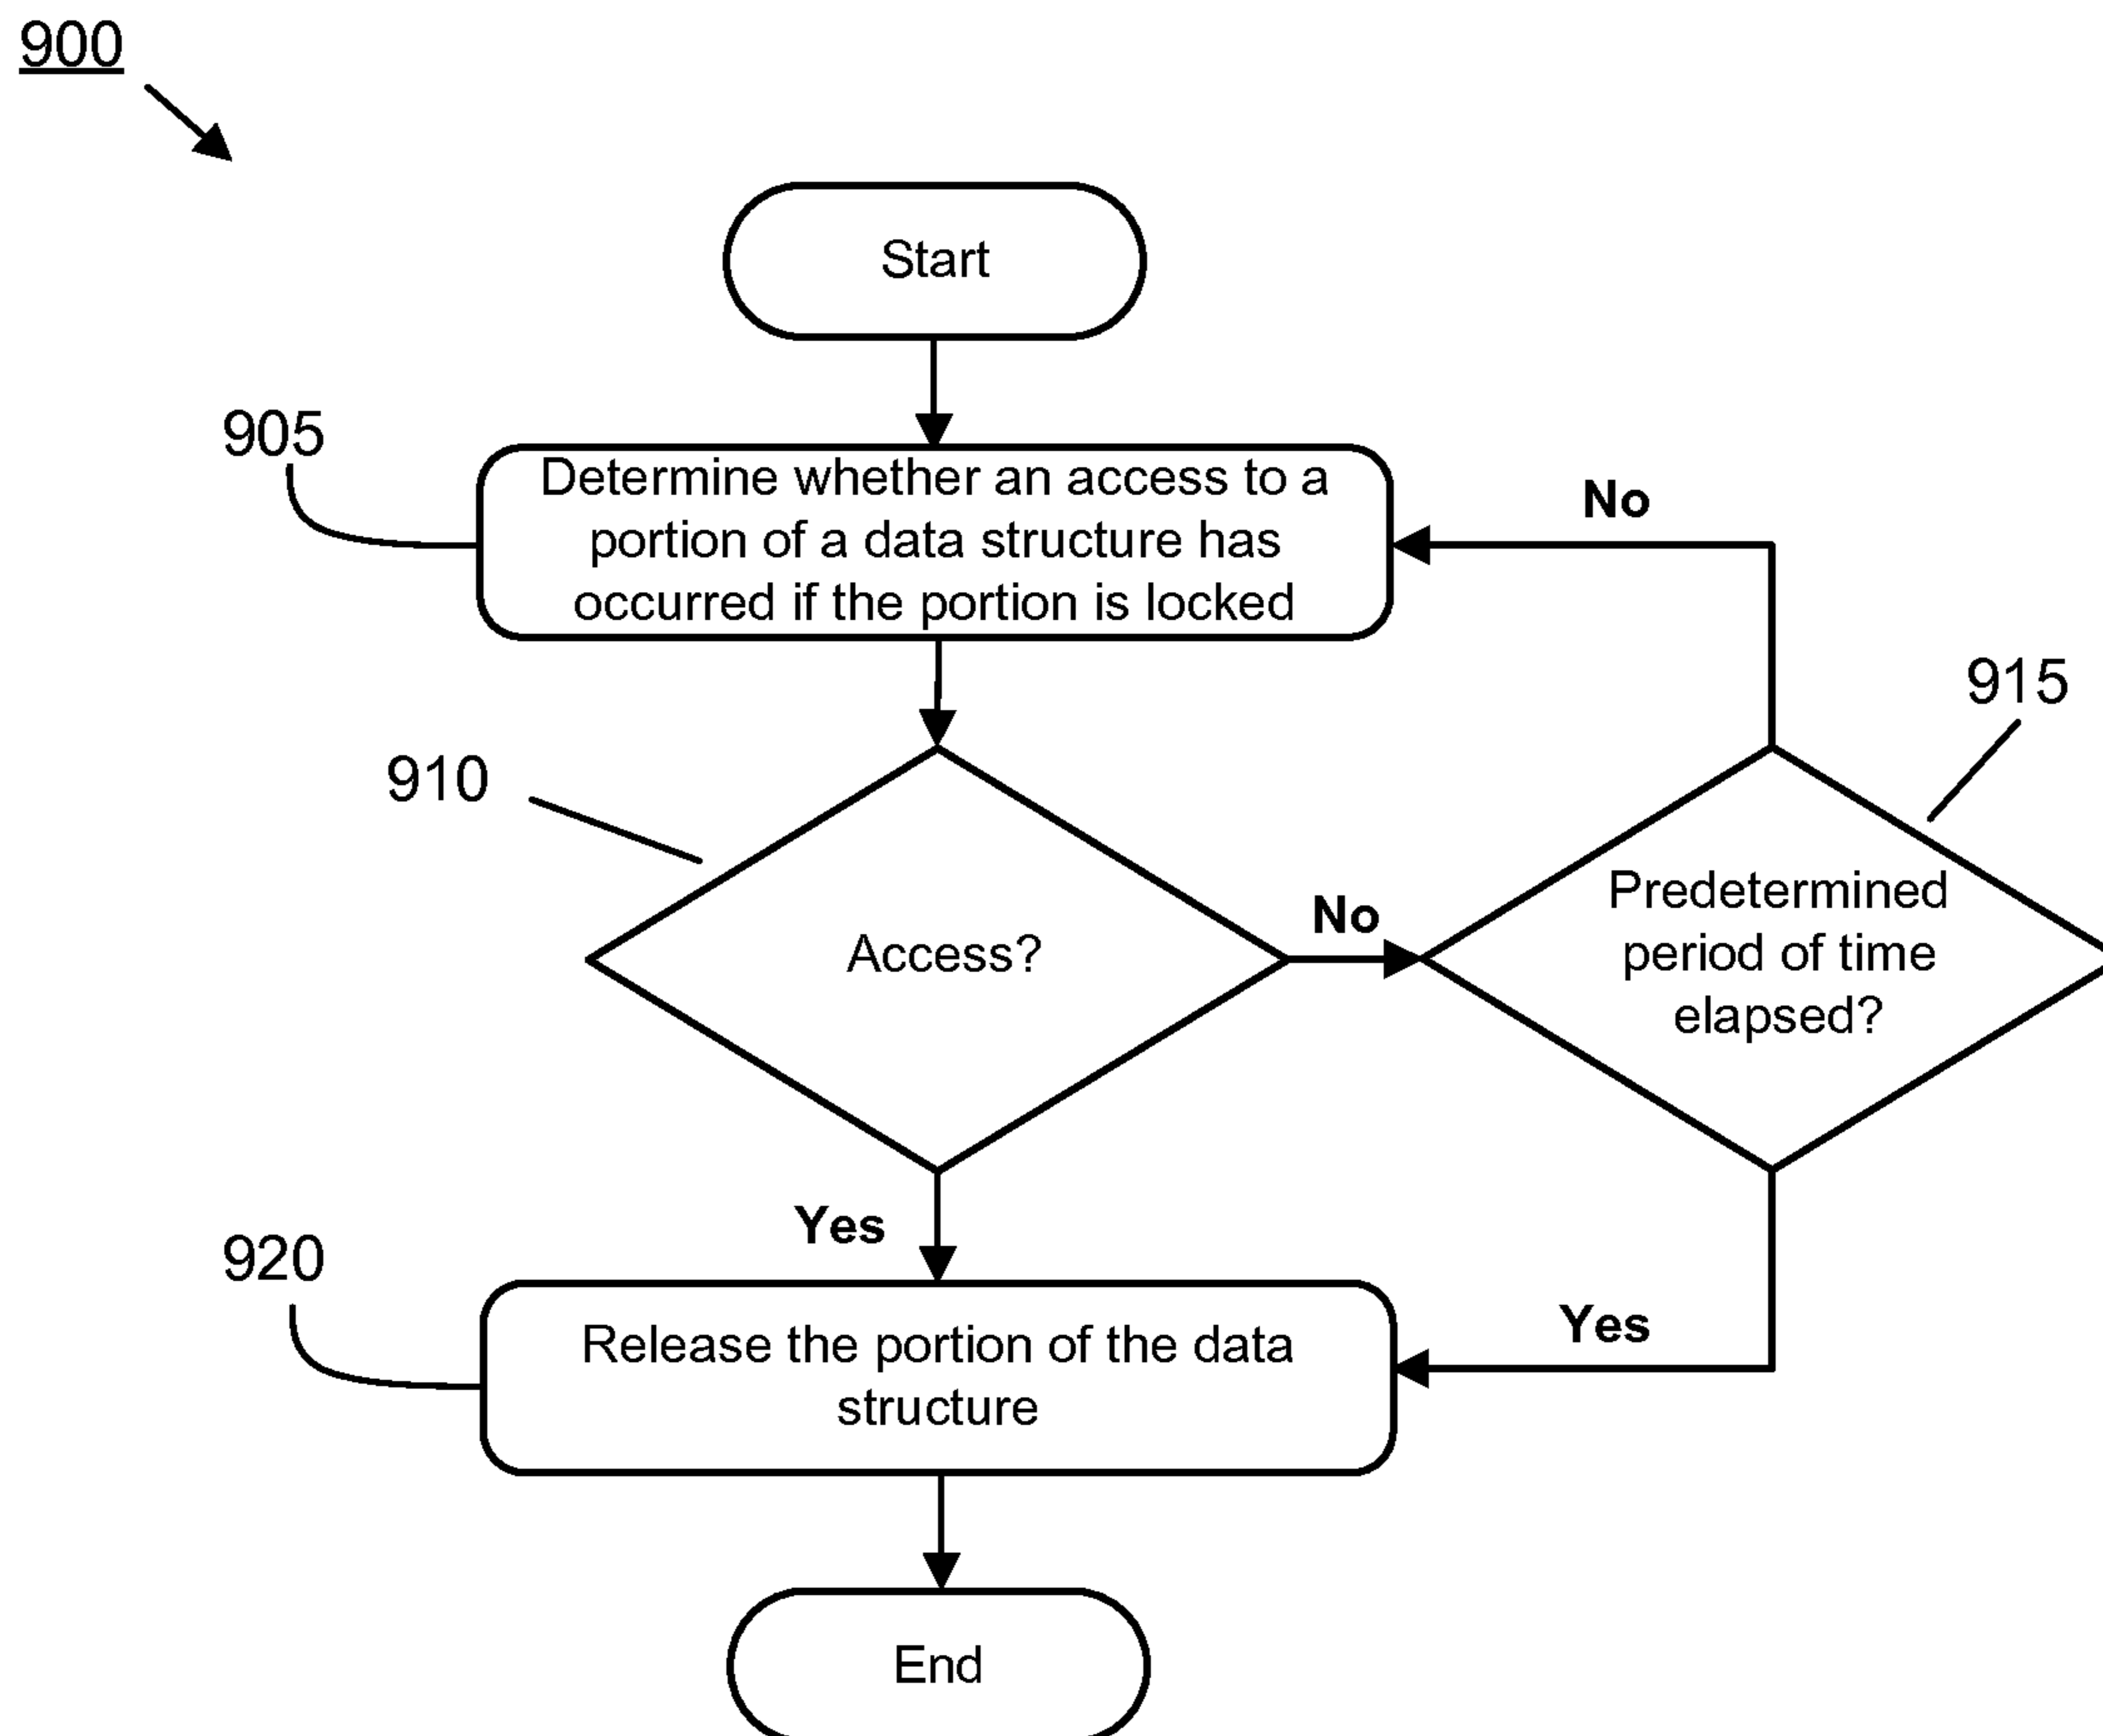 900
Start
905
Determine whether an access to a
portion of a data structure has
occurred if the portion is locked
No
915
910
Access?
No
Predetermined
period of time
elapsed?
Yes
920
Release the portion of the data
structure
Yes
End